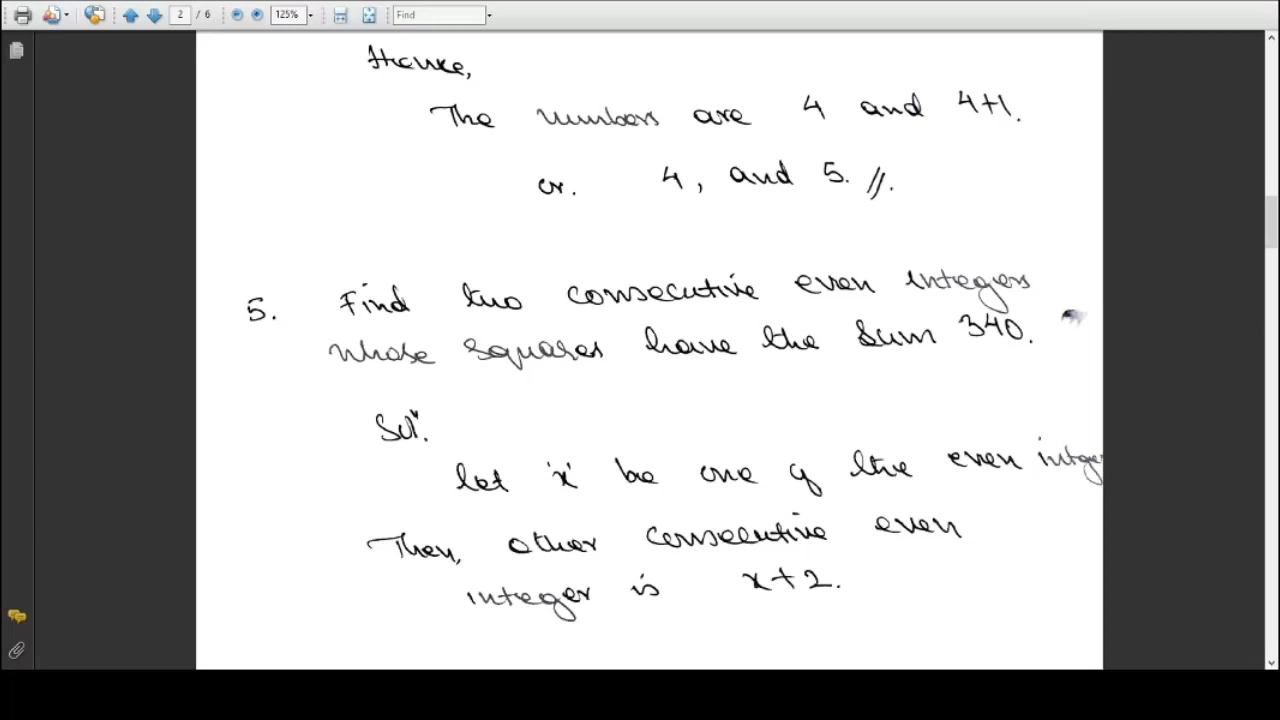 2 / 6
125%
Find
Hence,
The numbers are 4 and 4+1.
or. 4, and 5. //.
5. Find two consecutive even integers
whose squares have the sum 340.
Solⁿ.
Let 'x' be one of the even integer
Then, other consecutive even
integer is x+2.